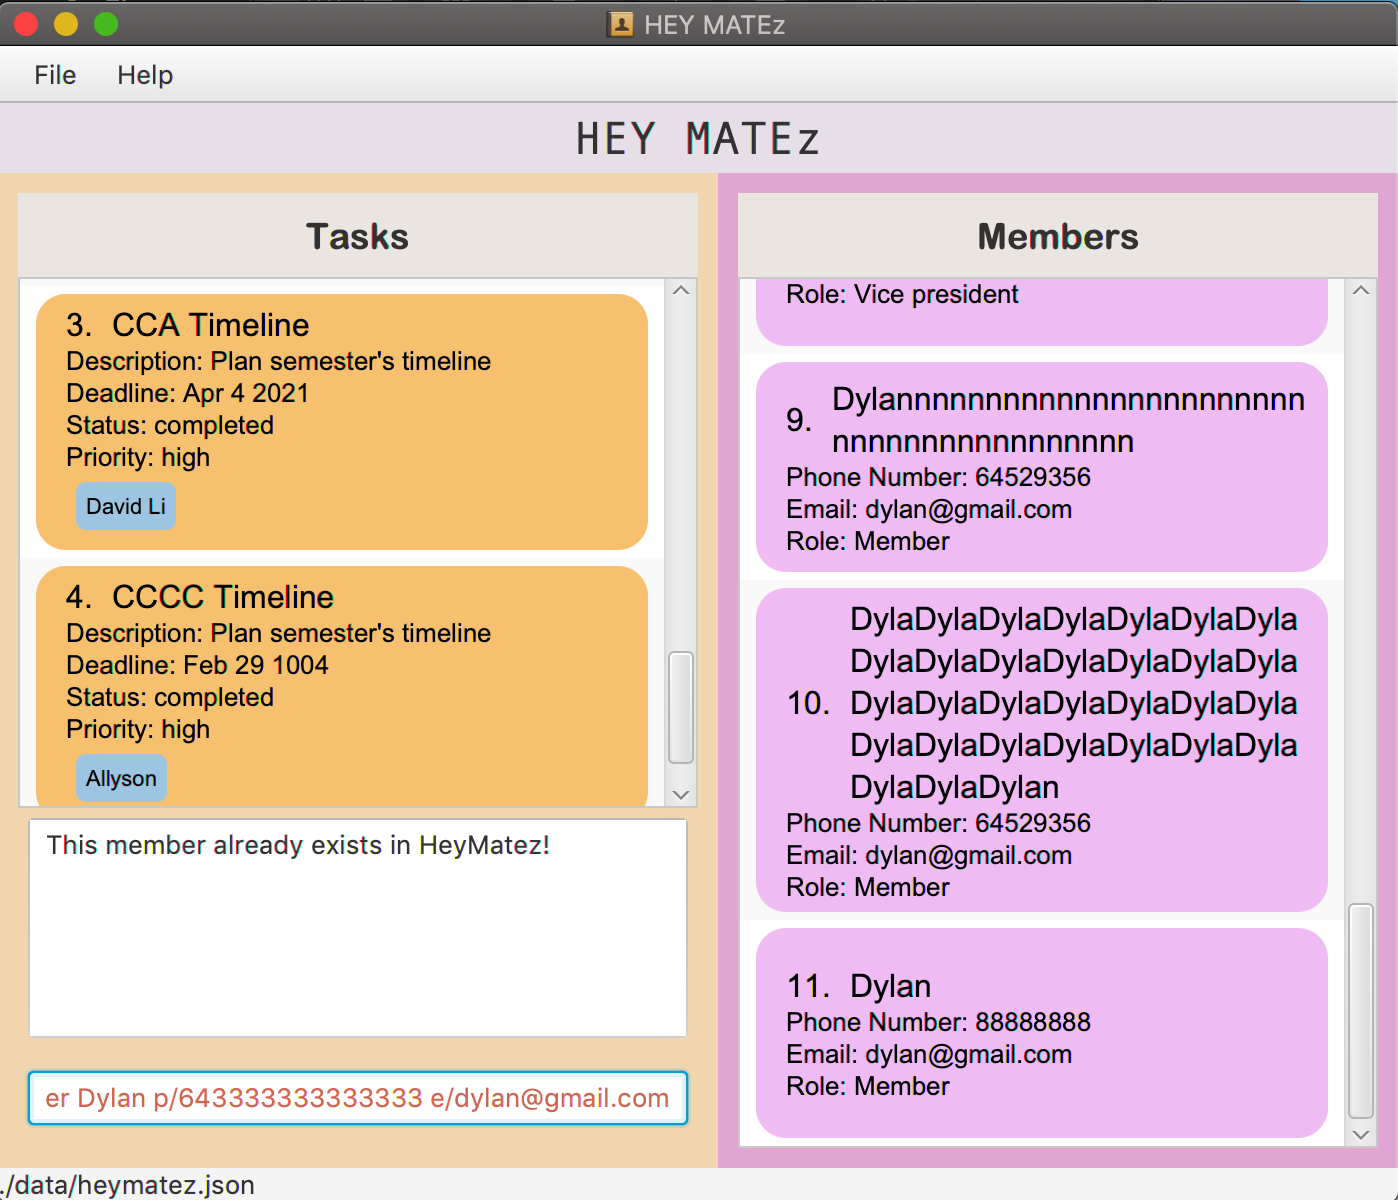 HEY MATEz
File Help
HEY MATEz
Tasks
3. CCA Timeline
Description: Plan semester's timeline
Deadline: Apr 4 2021
Status: completed
Priority: high
David Li
4. CCCC Timeline
Description: Plan semester's timeline
Deadline: Feb 29 1004
Status: completed
Priority: high
Allyson
This member already exists in HeyMatez!
er Dylan p/643333333333333 e/dylan@gmail.com
Members
Role: Vice president
9. Dylannnnnnnnnnnnnnnnnnnnnnnn
nnnnnnnnnnnnnnnnn
Phone Number: 64529356
Email: dylan@gmail.com
Role: Member
10. DylaDylaDylaDylaDylaDylaDyla
DylaDylaDylaDylaDylaDylaDyla
DylaDylaDylaDylaDylaDylaDyla
DylaDylaDylaDylaDylaDylaDyla
DylaDylaDylan
Phone Number: 64529356
Email: dylan@gmail.com
Role: Member
11. Dylan
Phone Number: 88888888
Email: dylan@gmail.com
Role: Member
./data/heymatez.json